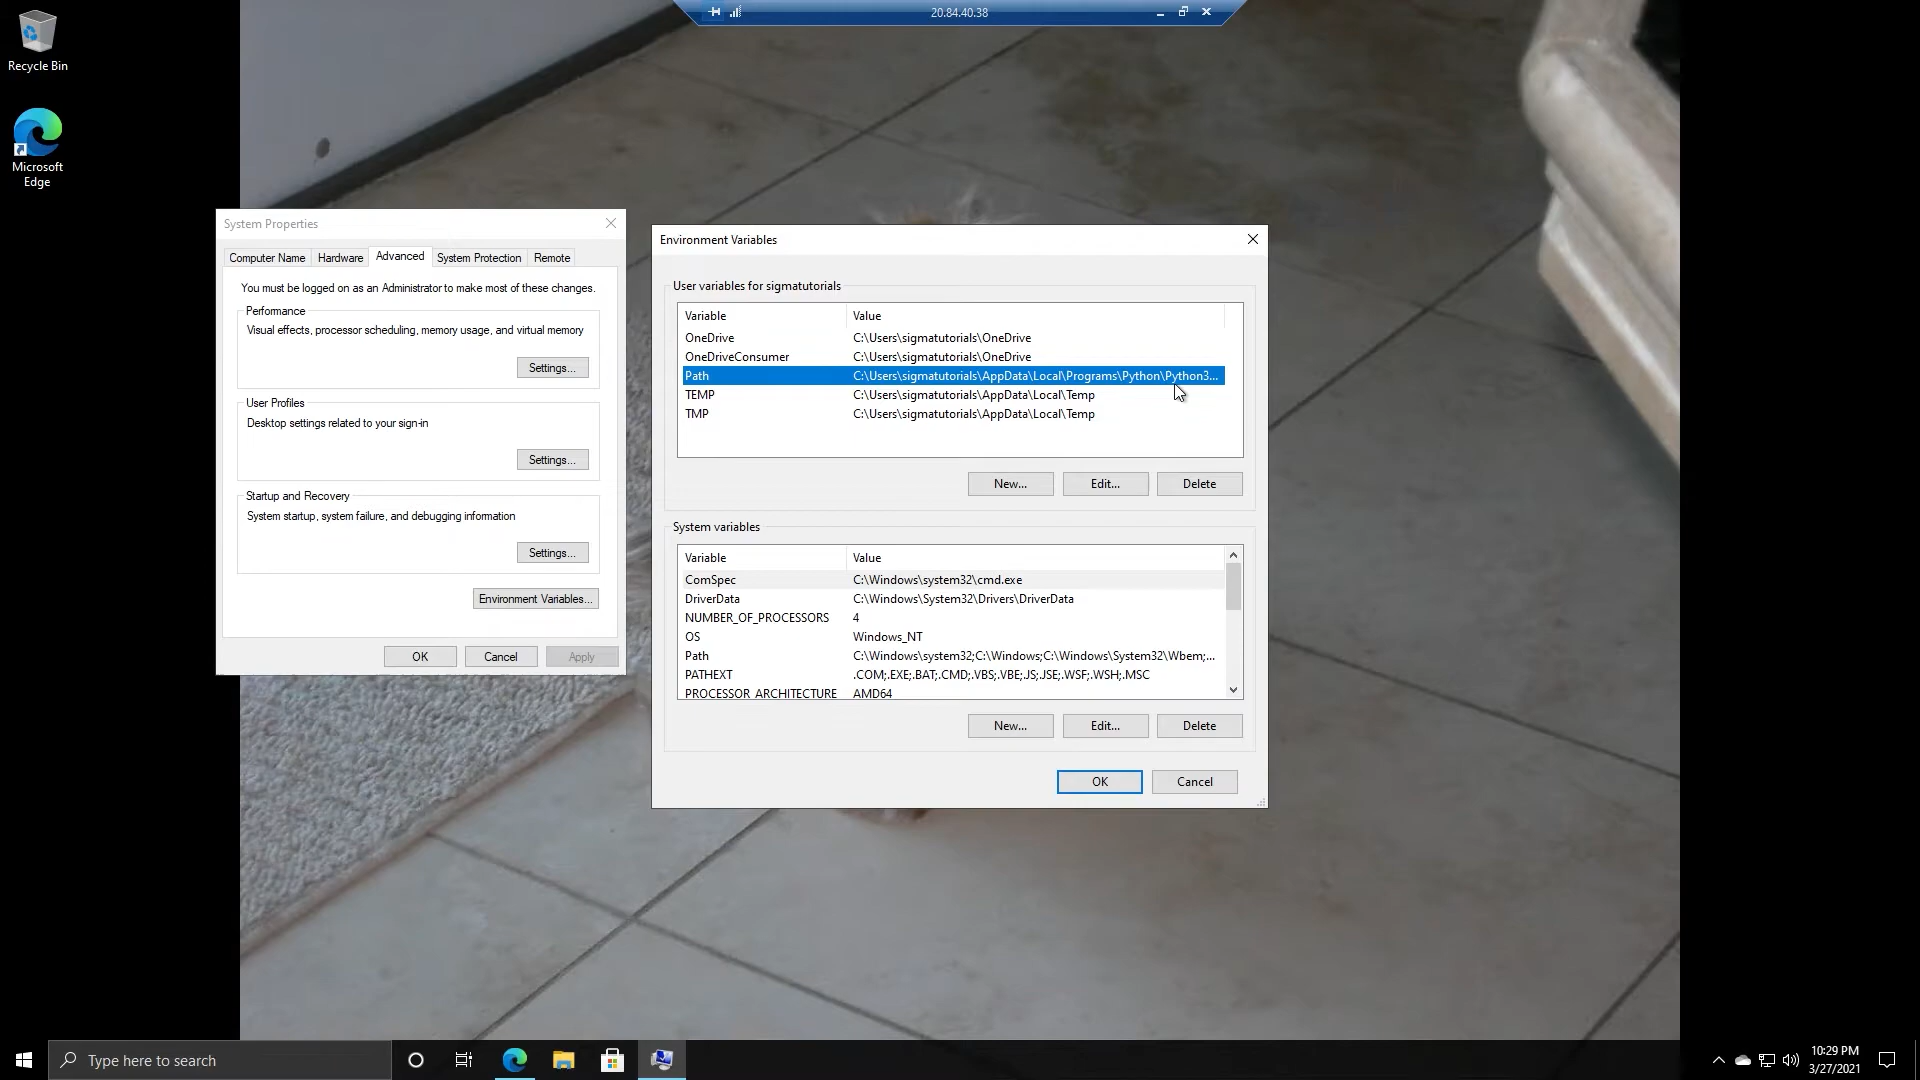 20.84.40.38
Recycle Bin
Microsoft
Edge
System Properties
Computer Name
Hardware
Advanced
System Protection
Remote
You must be logged on as an Administrator to make most of these changes.
Performance
Visual effects, processor scheduling, memory usage, and virtual memory
Settings...
User Profiles
Desktop settings related to your sign-in
Settings...
Startup and Recovery
System startup, system failure, and debugging information
Settings...
Environment Variables...
OK
Cancel
Apply
Environment Variables
User variables for sigmatutorials
Variable Value
OneDrive C:\Users\sigmatutorials\OneDrive
OneDriveConsumer C:\Users\sigmatutorials\OneDrive
Path C:\Users\sigmatutorials\AppData\Local\Programs\Python\Python3...
TEMP C:\Users\sigmatutorials\AppData\Local\Temp
TMP C:\Users\sigmatutorials\AppData\Local\Temp
New... Edit... Delete
System variables
Variable Value
ComSpec C:\Windows\system32\cmd.exe
DriverData C:\Windows\System32\Drivers\DriverData
NUMBER_OF_PROCESSORS 4
OS Windows_NT
Path C:\Windows\system32;C:\Windows;C:\Windows\System32\Wbem;...
PATHEXT .COM;.EXE;.BAT;.CMD;.VBS;.VBE;.JS;.JSE;.WSF;.WSH;.MSC
PROCESSOR_ARCHITECTURE AMD64
New... Edit... Delete
OK Cancel
Type here to search
10:29 PM
3/27/2021